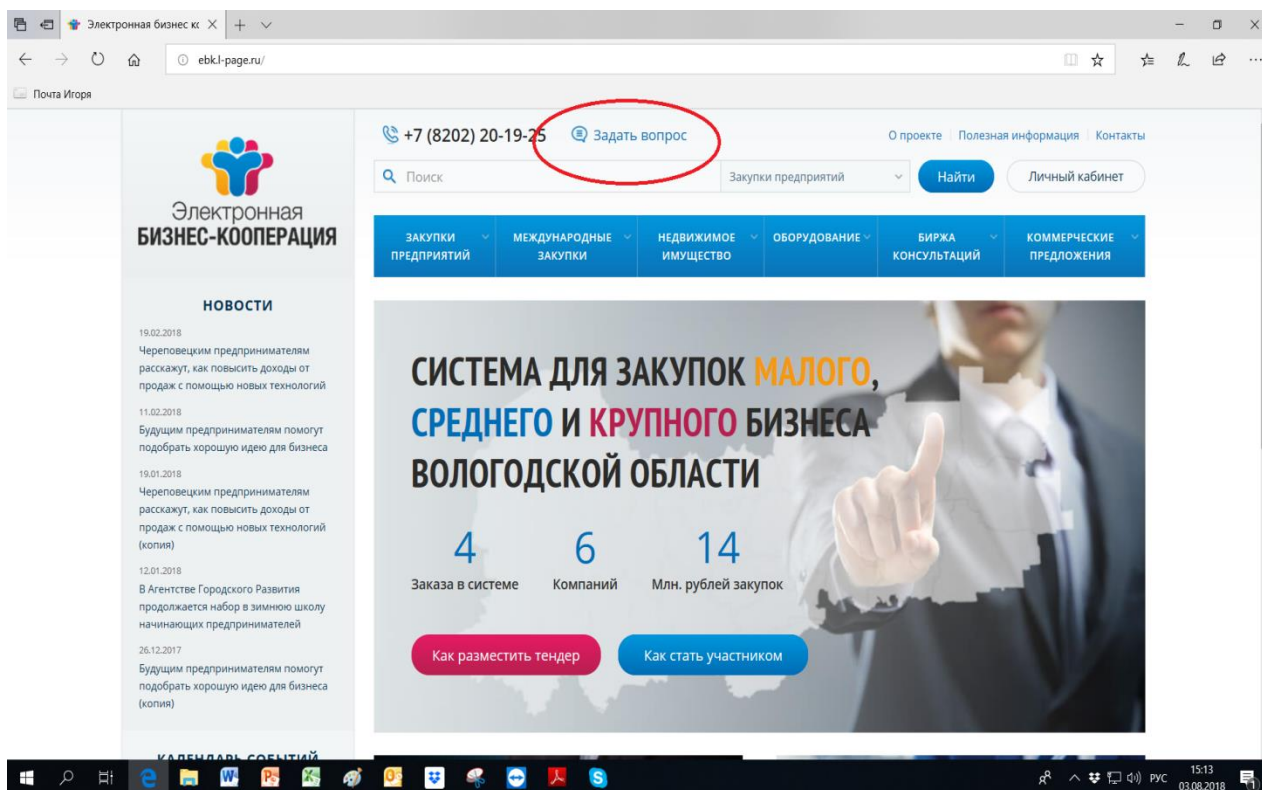 Электронная бизнес кс
ebk.l-page.ru/
Почта Игоря
+7 (8202) 20-19-25 Задать вопрос
О проекте Полезная информация Контакты
Поиск
Закупки предприятий
Найти
Личный кабинет
Электронная
БИЗНЕС-КООПЕРАЦИЯ
ЗАКУПКИ
ПРЕДПРИЯТИЙ
МЕЖДУНАРОДНЫЕ
ЗАКУПКИ
НЕДВИЖИМОЕ
ИМУЩЕСТВО
ОБОРУДОВАНИЕ
БИРЖА
КОНСУЛЬТАЦИЙ
КОММЕРЧЕСКИЕ
ПРЕДЛОЖЕНИЯ
НОВОСТИ
19.02.2018
Череповецким предпринимателям
расскажут, как повысить доходы от
продаж с помощью новых технологий
11.02.2018
Будущим предпринимателям помогут
подобрать хорошую идею для бизнеса
19.01.2018
Череповецким предпринимателям
расскажут, как повысить доходы от
продаж с помощью новых технологий
(копия)
12.01.2018
В Агентстве Городского Развития
продолжается набор в зимнюю школу
начинающих предпринимателей
26.12.2017
Будущим предпринимателям помогут
подобрать хорошую идею для бизнеса
(копия)
КАЛЕНДАРЬ СОБЫТИЙ
СИСТЕМА ДЛЯ ЗАКУПОК МАЛОГО,
СРЕДНЕГО И КРУПНОГО БИЗНЕСА
ВОЛОГОДСКОЙ ОБЛАСТИ
4
Заказа в системе
6
Компаний
14
Млн. рублей закупок
Как разместить тендер
Как стать участником
РУС
15:13
03.08.2018